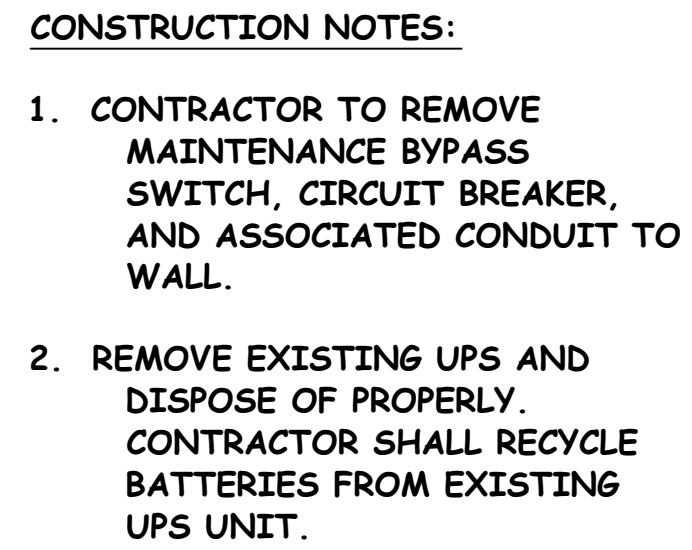 CONSTRUCTION NOTES:
1. CONTRACTOR TO REMOVE
MAINTENANCE BYPASS
SWITCH, CIRCUIT BREAKER,
AND ASSOCIATED CONDUIT TO
WALL.
2. REMOVE EXISTING UPS AND
DISPOSE OF PROPERLY.
CONTRACTOR SHALL RECYCLE
BATTERIES FROM EXISTING
UPS UNIT.